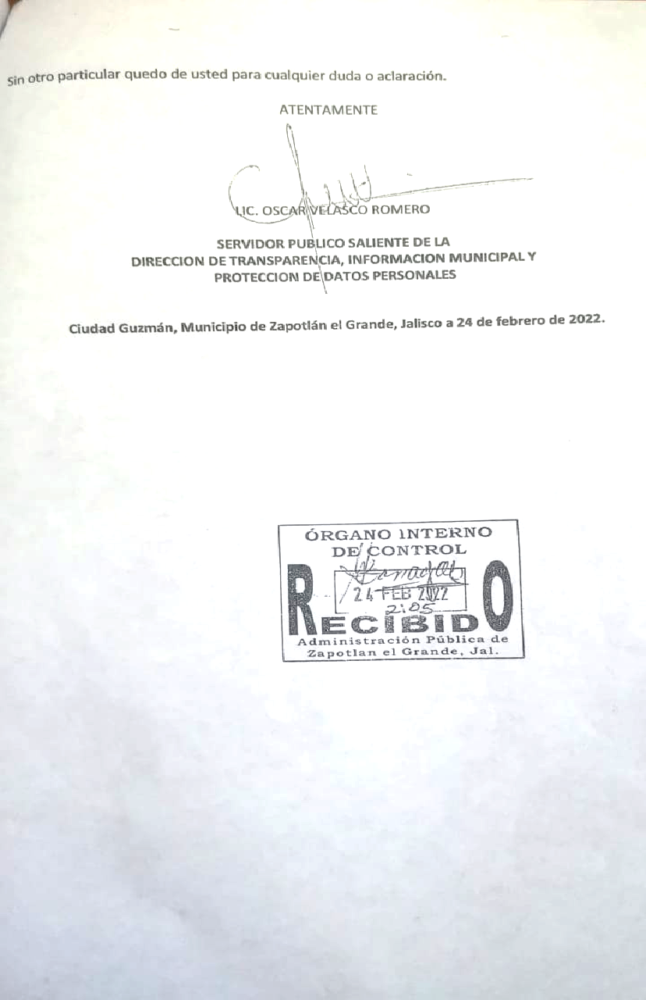 Sin otro particular quedo de usted para cualquier duda o aclaración.
ATENTAMENTE
LIC. OSCAR VELASCO ROMERO
SERVIDOR PUBLICO SALIENTE DE LA
DIRECCION DE TRANSPARENCIA, INFORMACION MUNICIPAL Y
PROTECCION DE DATOS PERSONALES
Ciudad Guzmán, Municipio de Zapotlán el Grande, Jalisco a 24 de febrero de 2022.
ÓRGANO INTERNO
DE CONTROL
24 FEB 2022
2:05
RECIBIDO
Administración Pública de
Zapotlan el Grande, Jal.